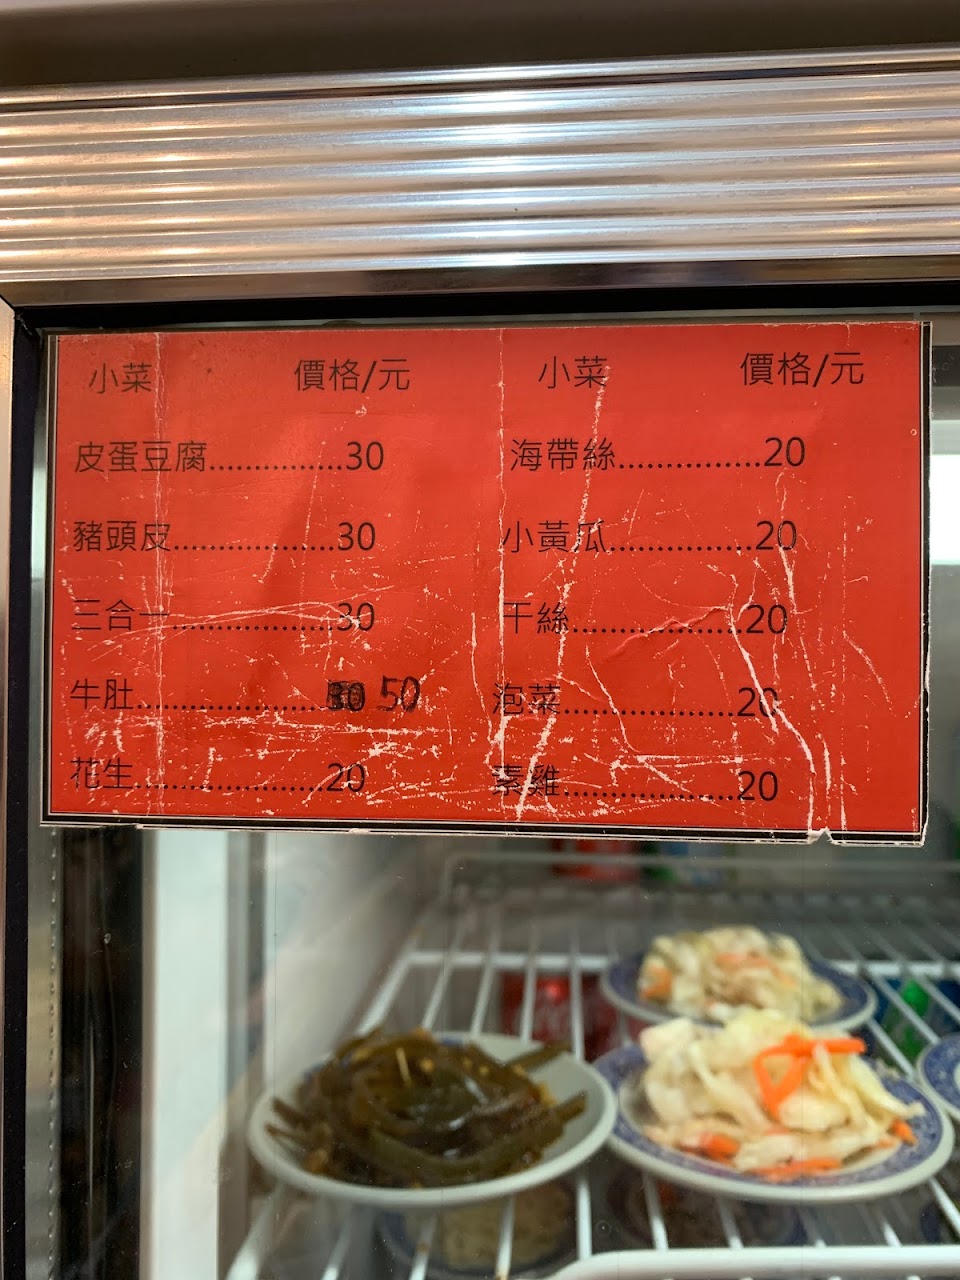 小菜 價格/元 小菜 價格/元
皮蛋豆腐...............30 海帶絲................20
豬頭皮..................30 小黃瓜................20
三合一..................30 干絲...................20
牛肚.....................30 50 泡菜...................20
花生.....................20 素雞...................20